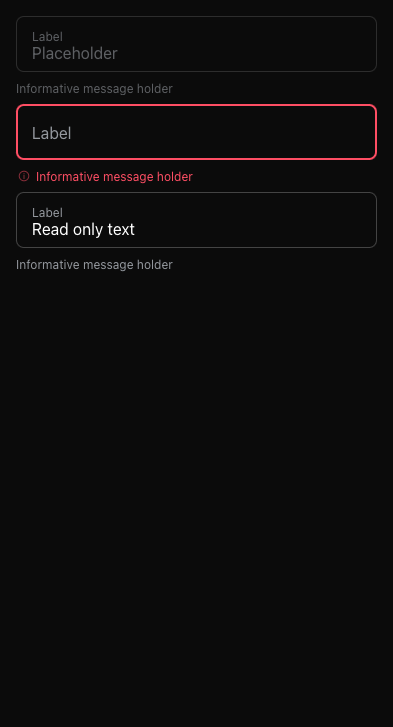 Label
Placeholder
Informative message holder
Label
Informative message holder
Label
Read only text
Informative message holder